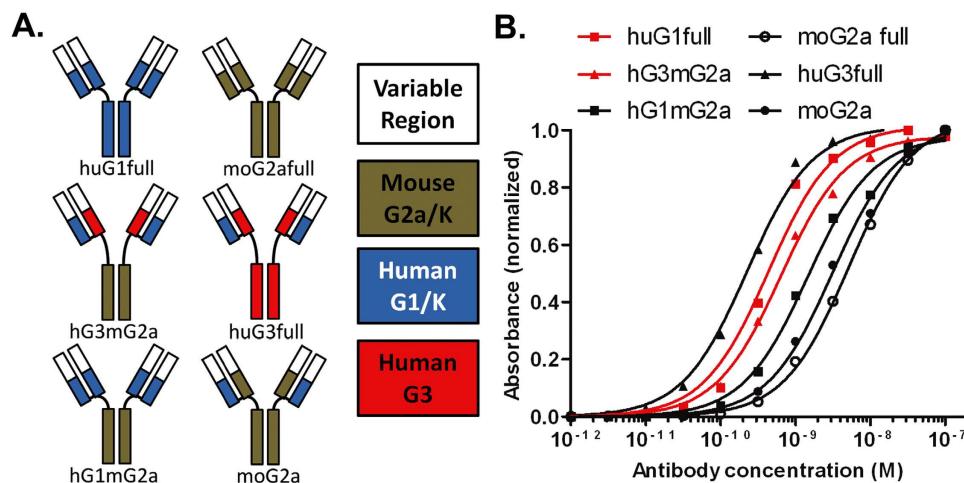 A.
huG1full
moG2afull
hG3mG2a
huG3full
hG1mG2a
moG2a
Variable
Region
Mouse
G2a/K
Human
G1/K
Human
G3
B.
huG1full
moG2a full
hG3mG2a
huG3full
hG1mG2a
moG2a
Absorbance (normalized)
1.0
0.8
0.6
0.4
0.2
0.0
10⁻¹² 10⁻¹¹ 10⁻¹⁰ 10⁻⁹ 10⁻⁸ 10⁻⁷
Antibody concentration (M)